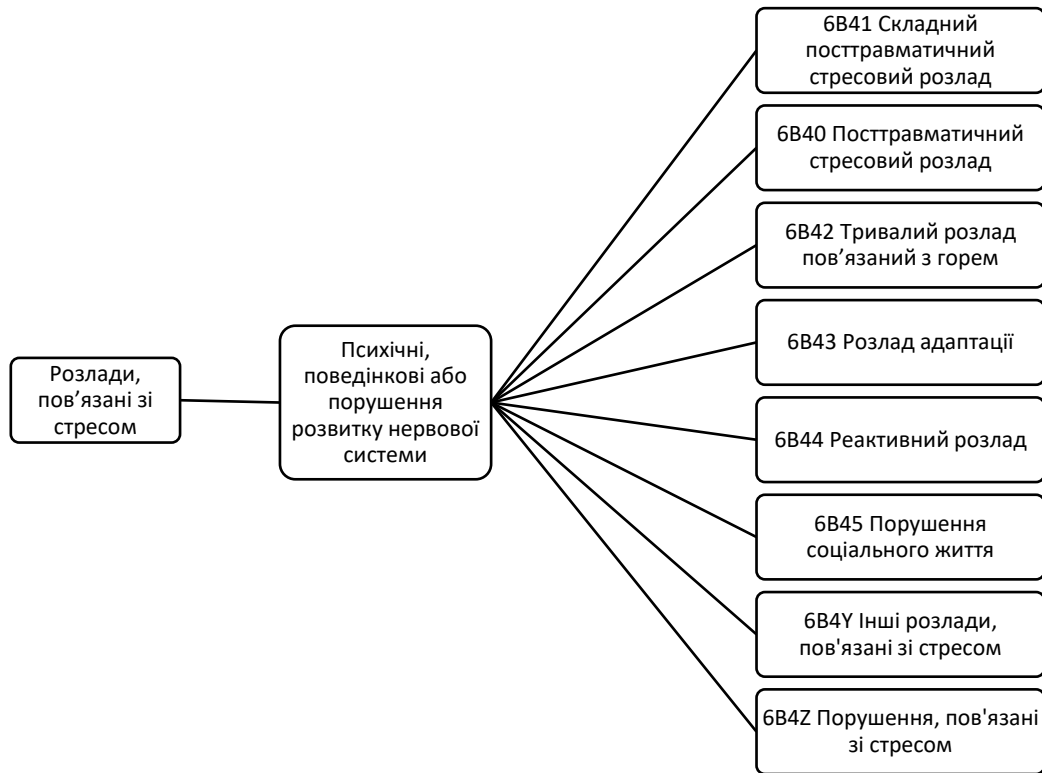 Розлади,
пов’язані зі
стресом
Психічні,
поведінкові або
порушення
розвитку нервової
системи
6B41 Складний
посттравматичний
стресовий розлад
6B40 Посттравматичний
стресовий розлад
6B42 Тривалий розлад
пов’язаний з горем
6B43 Розлад адаптації
6B44 Реактивний розлад
6B45 Порушення
соціального життя
6B4Y Інші розлади,
пов'язані зі стресом
6B4Z Порушення, пов'язані
зі стресом